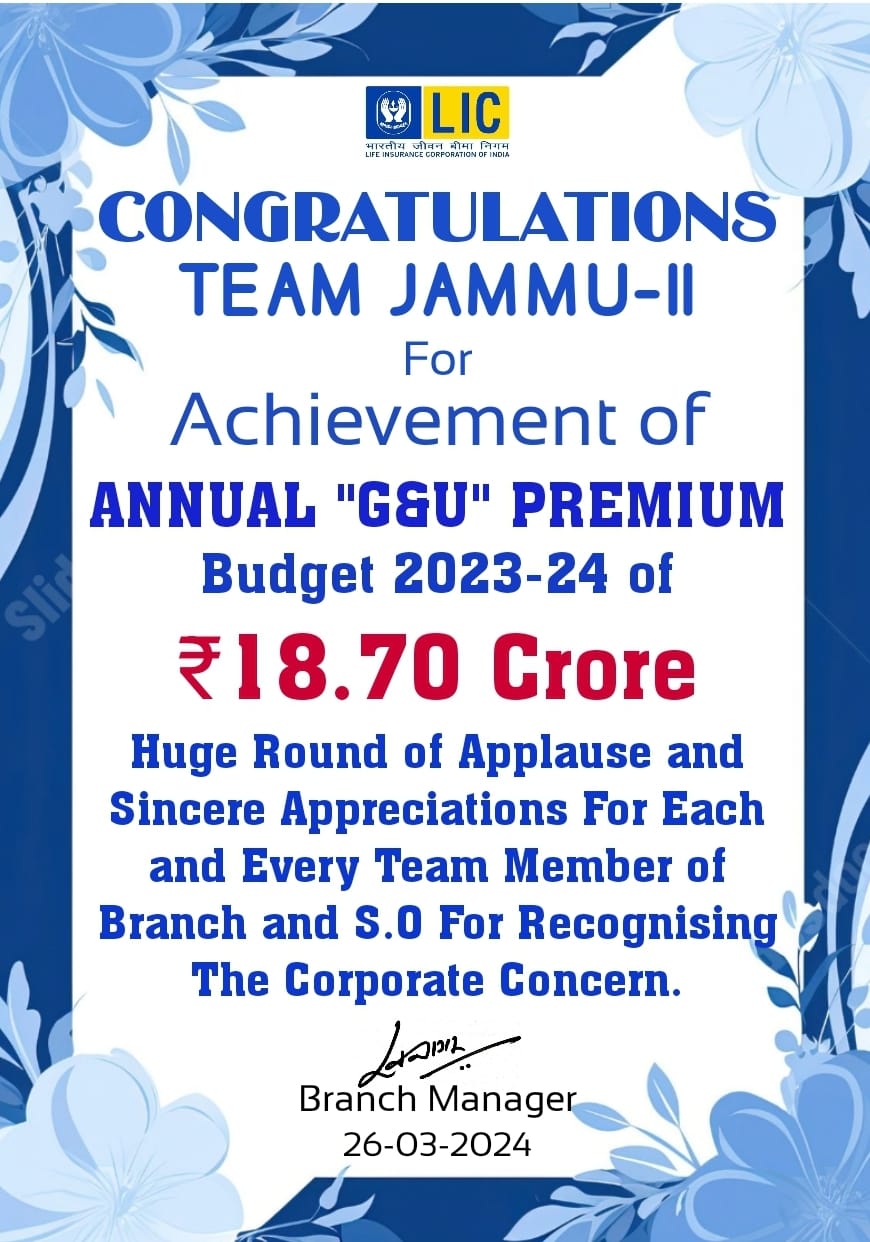 LIC
भारतीय जीवन बीमा निगम
LIFE INSURANCE CORPORATION OF INDIA
CONGRATULATIONS
TEAM JAMMU-II
For
Achievement of
ANNUAL "G&U" PREMIUM
Budget 2023-24 of
₹18.70 Crore
Huge Round of Applause and
Sincere Appreciations For Each
and Every Team Member of
Branch and S.O For Recognising
The Corporate Concern.
Branch Manager
26-03-2024